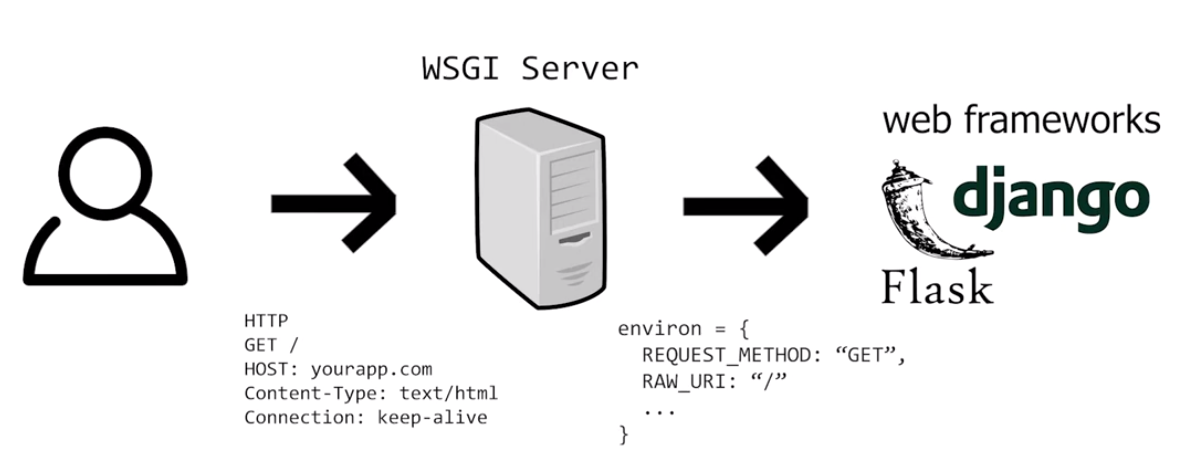 WSGI Server
web frameworks
django
Flask
HTTP
GET /
HOST: yourapp.com
Content-Type: text/html
Connection: keep-alive
environ = {
REQUEST_METHOD: “GET”,
RAW_URI: “/”
...
}